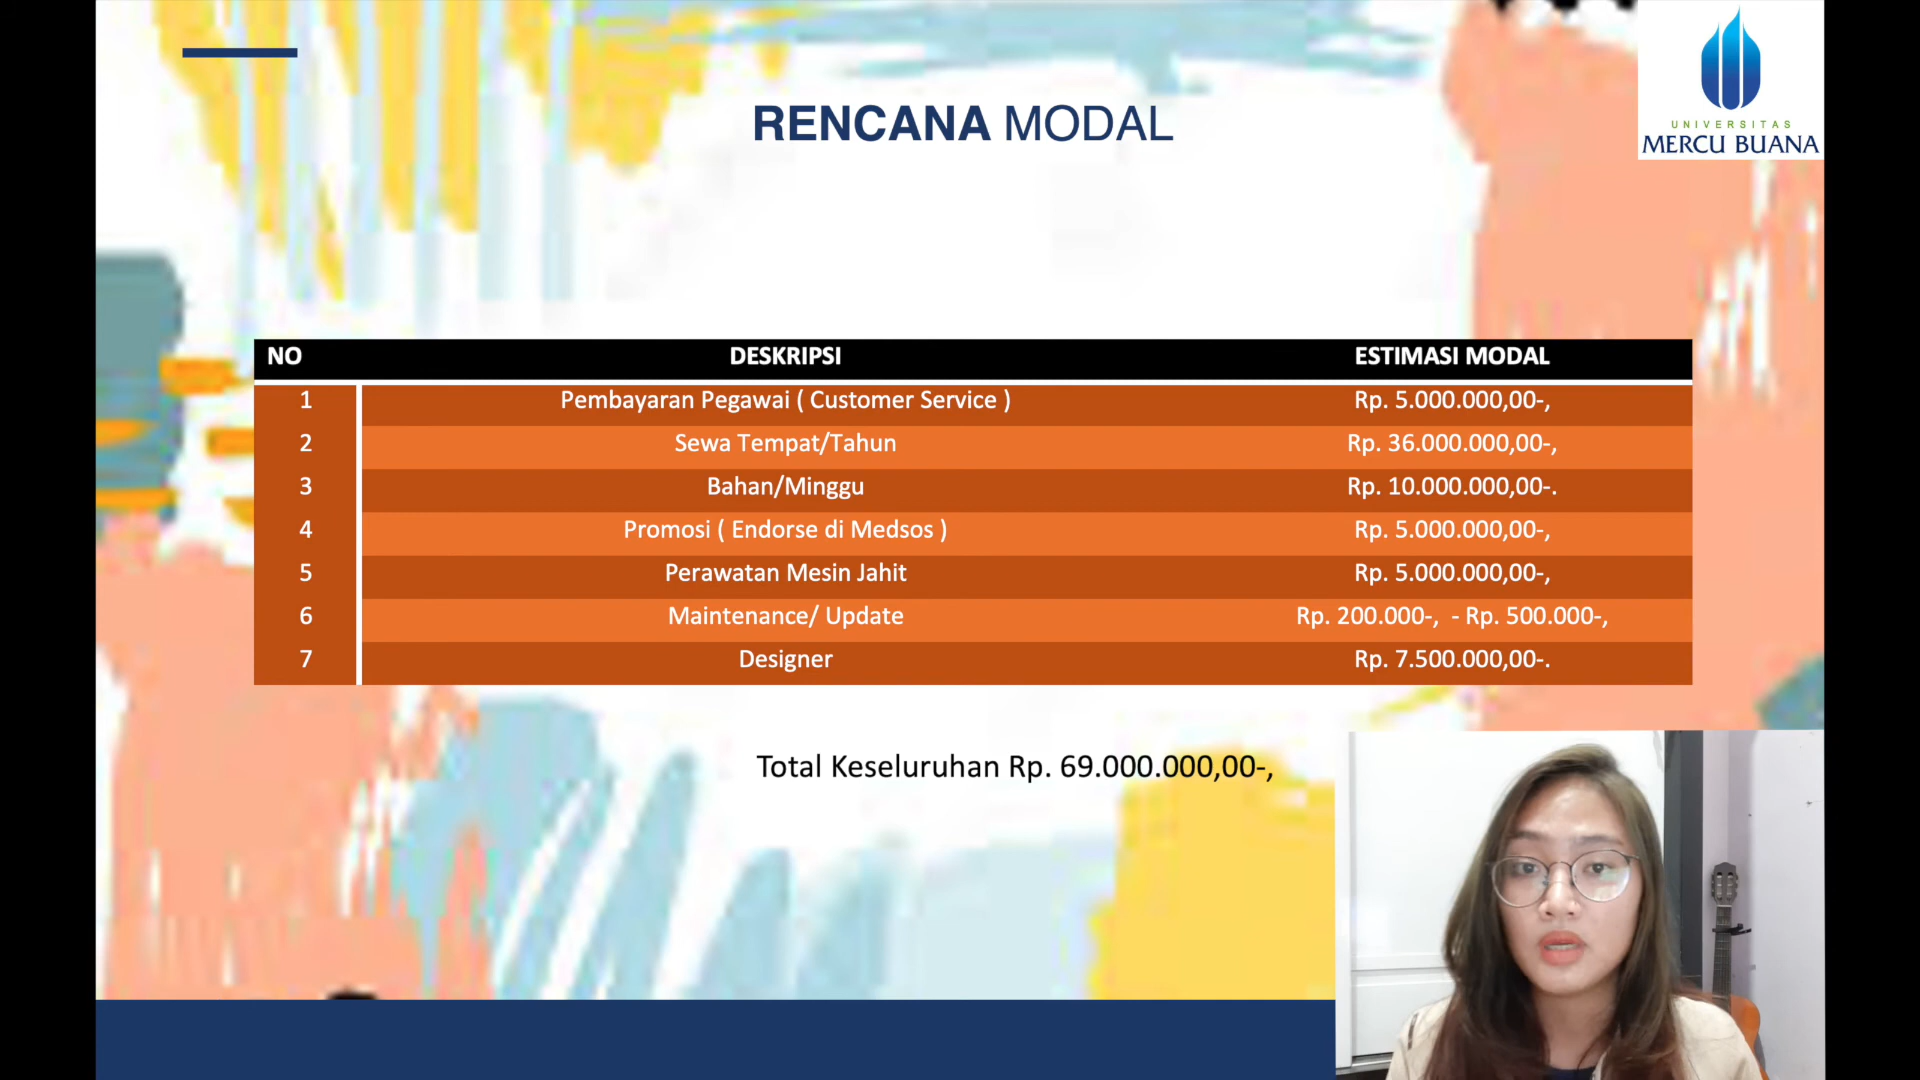 UNIVERSITAS
MERCU BUANA
RENCANA MODAL
NO DESKRIPSI ESTIMASI MODAL
1 Pembayaran Pegawai ( Customer Service ) Rp. 5.000.000,00-,
2 Sewa Tempat/Tahun Rp. 36.000.000,00-,
3 Bahan/Minggu Rp. 10.000.000,00-.
4 Promosi ( Endorse di Medsos ) Rp. 5.000.000,00-,
5 Perawatan Mesin Jahit Rp. 5.000.000,00-,
6 Maintenance/ Update Rp. 200.000-, - Rp. 500.000-,
7 Designer Rp. 7.500.000,00-.
Total Keseluruhan Rp. 69.000.000,00-,